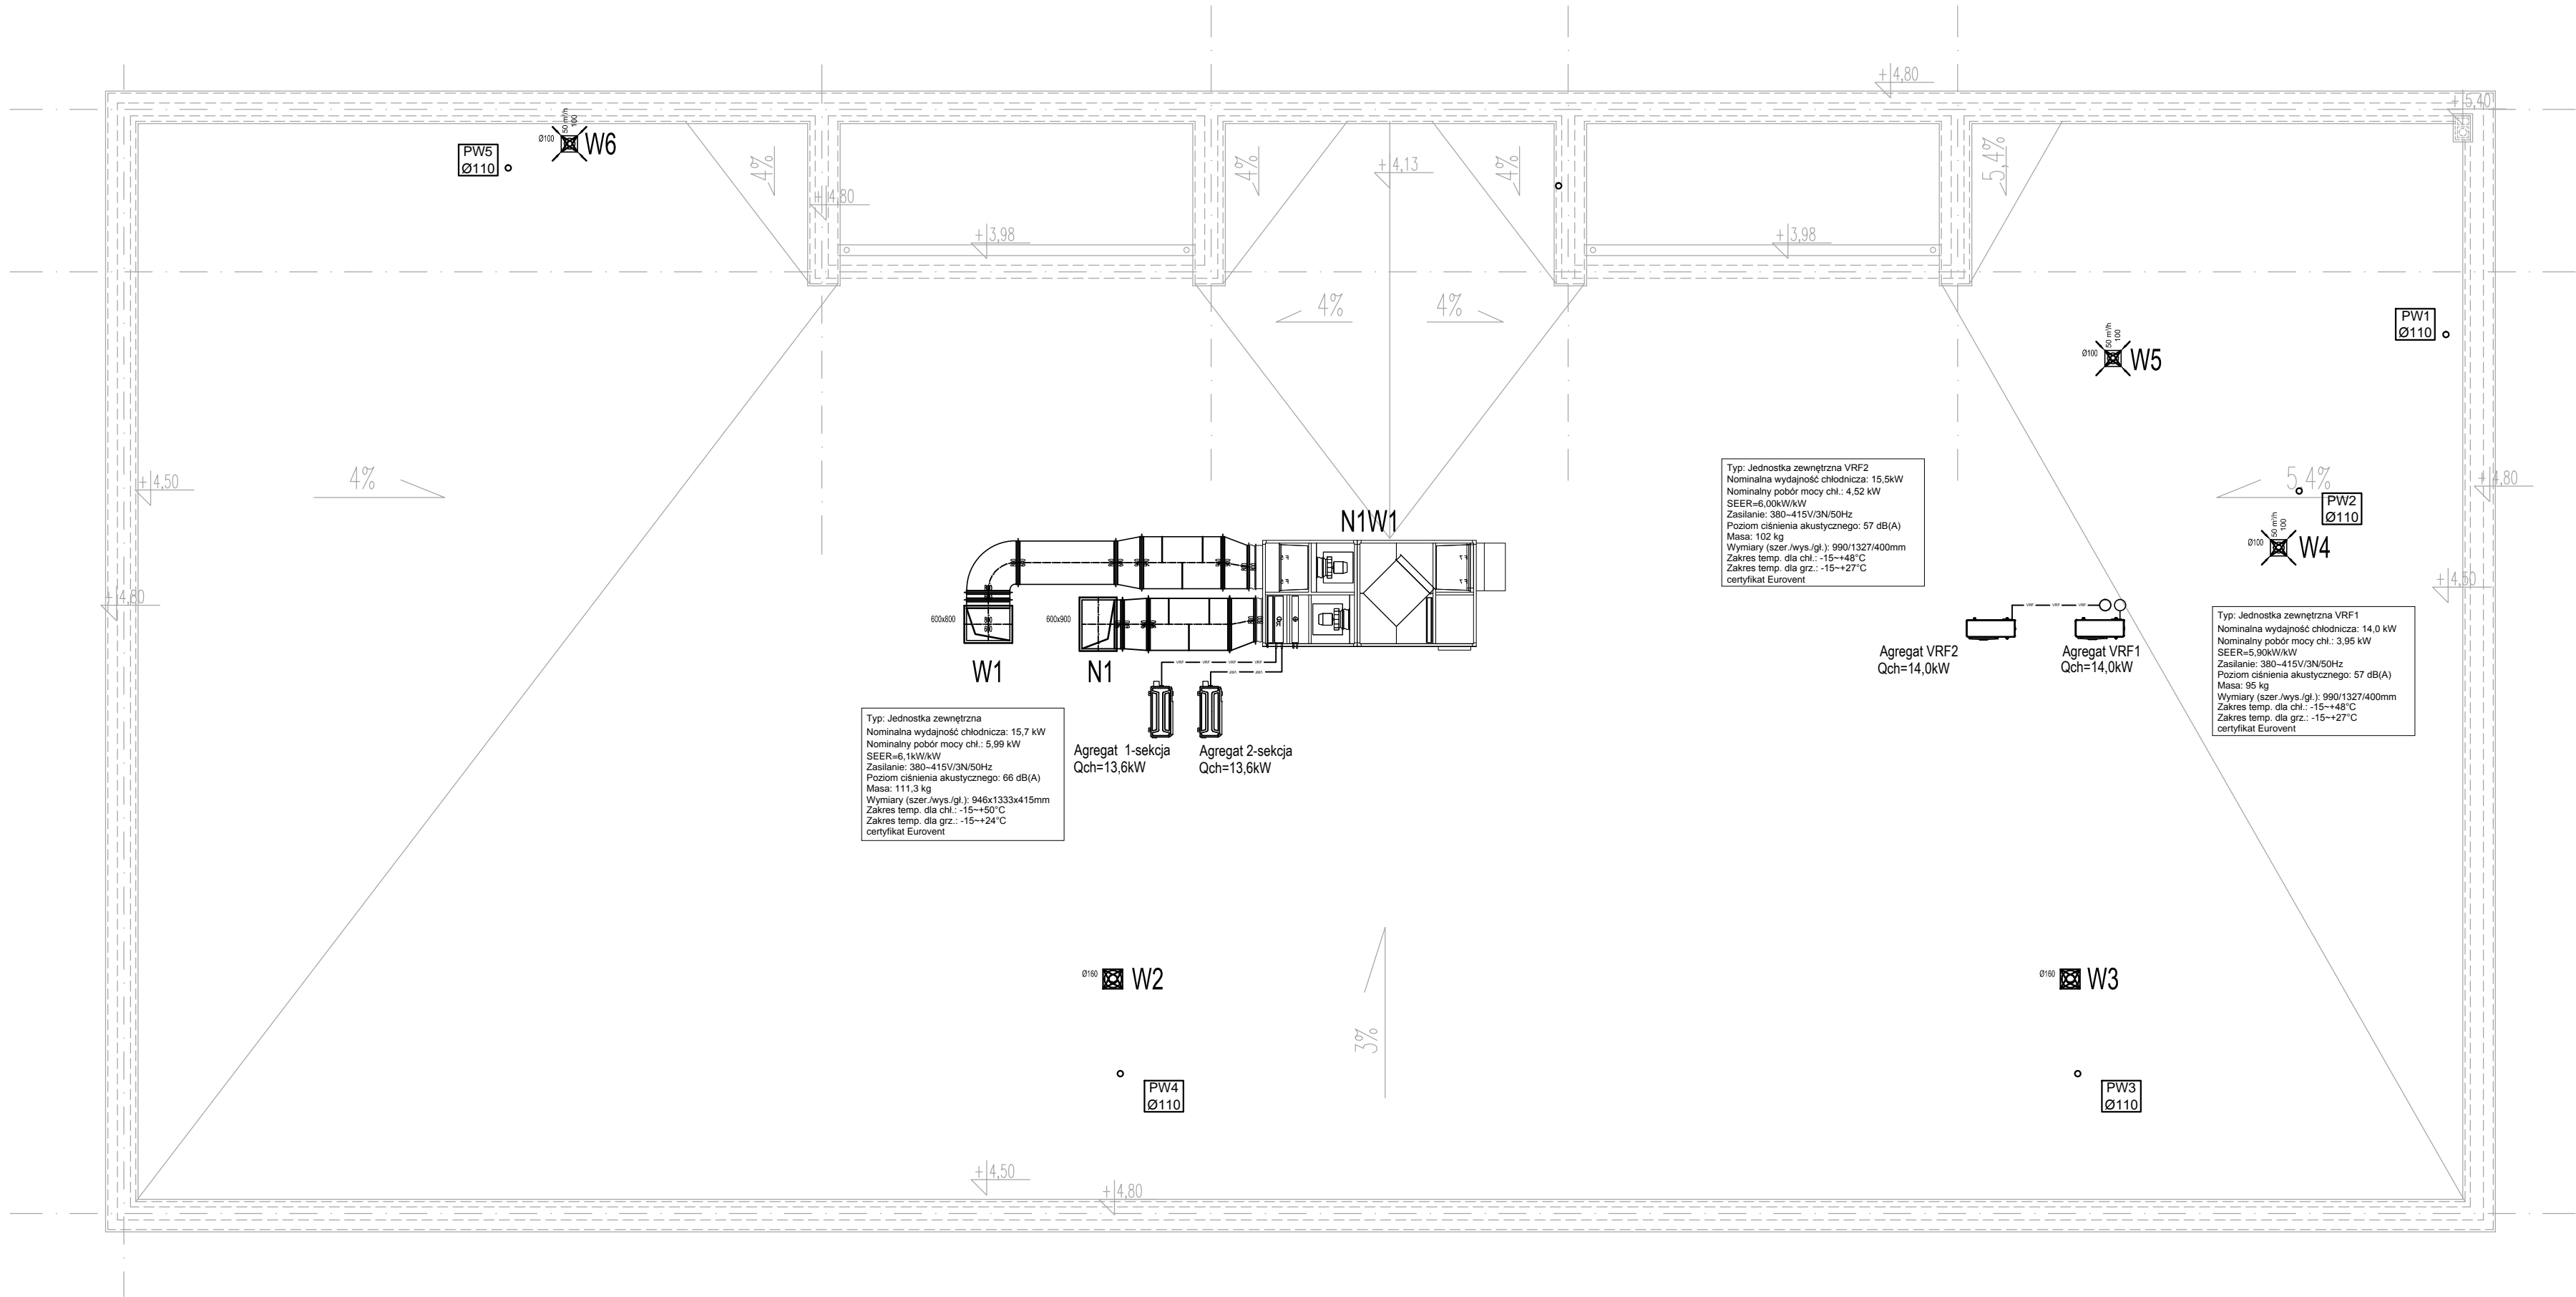 +4,80
+5,40
50 m³/h
100
Ø100
W6
PW5
Ø110
4%
+4,80
4%
+4,13
4%
5,4%
+3,98
+3,98
4%
4%
PW1
Ø110
50 m³/h
100
Ø100
W5
+4,50
4%
5,4%
+4,80
PW2
Ø110
50 m³/h
100
Ø100
W4
+4,50
+4,80
N1W1
600x800
W1
600x900
N1
VRF VRF VRF VRF
Typ: Jednostka zewnętrzna VRF2
Nominalna wydajność chłodnicza: 15,5kW
Nominalny pobór mocy chł.: 4,52 kW
SEER=6,00kW/kW
Zasilanie: 380~415V/3N/50Hz
Poziom ciśnienia akustycznego: 57 dB(A)
Masa: 102 kg
Wymiary (szer./wys./gł.): 990/1327/400mm
Zakres temp. dla chł.: -15~+48°C
Zakres temp. dla grz.: -15~+27°C
certyfikat Eurovent
VRF VRF VRF
Agregat VRF2
Qch=14,0kW
Agregat VRF1
Qch=14,0kW
Typ: Jednostka zewnętrzna VRF1
Nominalna wydajność chłodnicza: 14,0 kW
Nominalny pobór mocy chł.: 3,95 kW
SEER=5,90kW/kW
Zasilanie: 380~415V/3N/50Hz
Poziom ciśnienia akustycznego: 57 dB(A)
Masa: 95 kg
Wymiary (szer./wys./gł.): 990/1327/400mm
Zakres temp. dla chł.: -15~+48°C
Zakres temp. dla grz.: -15~+27°C
certyfikat Eurovent
Typ: Jednostka zewnętrzna
Nominalna wydajność chłodnicza: 15,7 kW
Nominalny pobór mocy chł.: 5,99 kW
SEER=6,1kW/kW
Zasilanie: 380~415V/3N/50Hz
Poziom ciśnienia akustycznego: 66 dB(A)
Masa: 111,3 kg
Wymiary (szer./wys./gł.): 946x1333x415mm
Zakres temp. dla chł.: -15~+50°C
Zakres temp. dla grz.: -15~+24°C
certyfikat Eurovent
Agregat 1-sekcja
Qch=13,6kW
Agregat 2-sekcja
Qch=13,6kW
Ø160
W2
Ø160
W3
3%
PW4
Ø110
PW3
Ø110
+4,50
+4,80